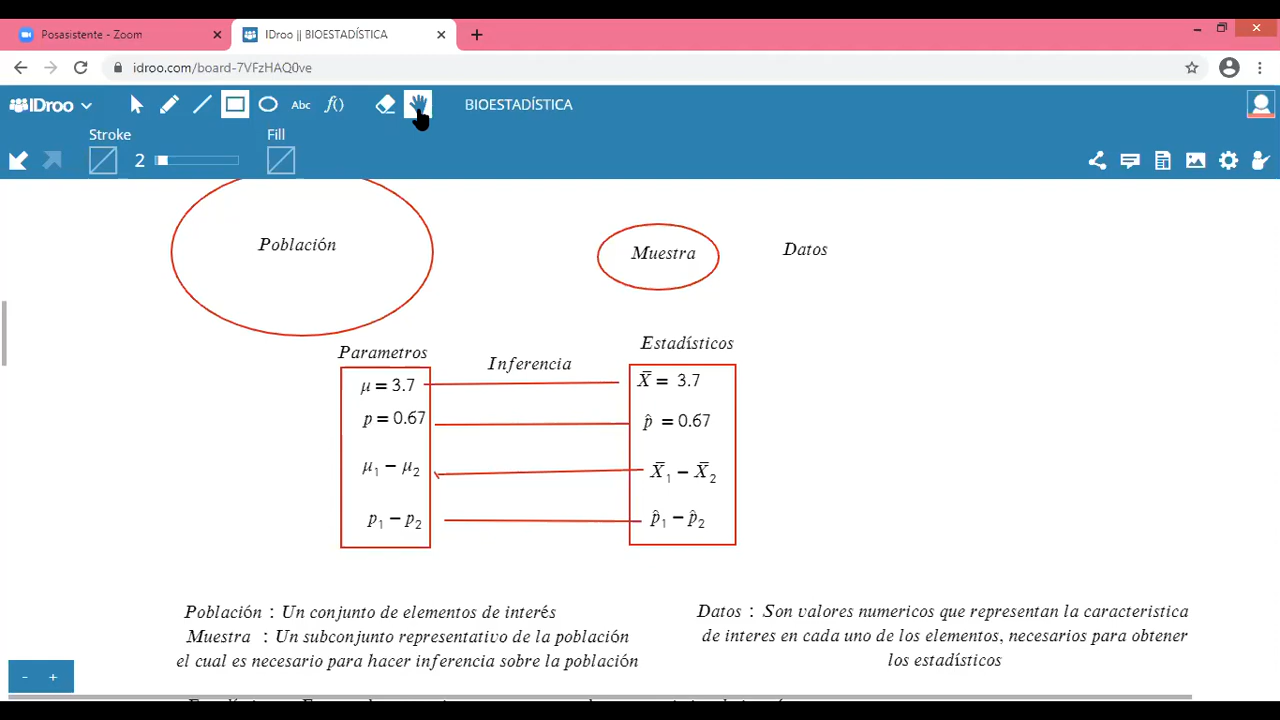 Posasistente - Zoom
IDroo || BIOESTADÍSTICA
idroo.com/board-7VFzHAQ0ve
IDroo
Abc
f()
BIOESTADÍSTICA
Stroke
Fill
2
Población
Muestra
Datos
Parametros
Inferencia
Estadísticos
μ = 3.7
X̅ = 3.7
p = 0.67
p̂ = 0.67
μ₁ − μ₂
X̅₁ − X̅₂
p₁ − p₂
p̂₁ − p̂₂
Población : Un conjunto de elementos de interés
Muestra : Un subconjunto representativo de la población
el cual es necesario para hacer inferencia sobre la población
Datos : Son valores numericos que representan la caracteristica
de interes en cada uno de los elementos, necesarios para obtener
los estadísticos
- +